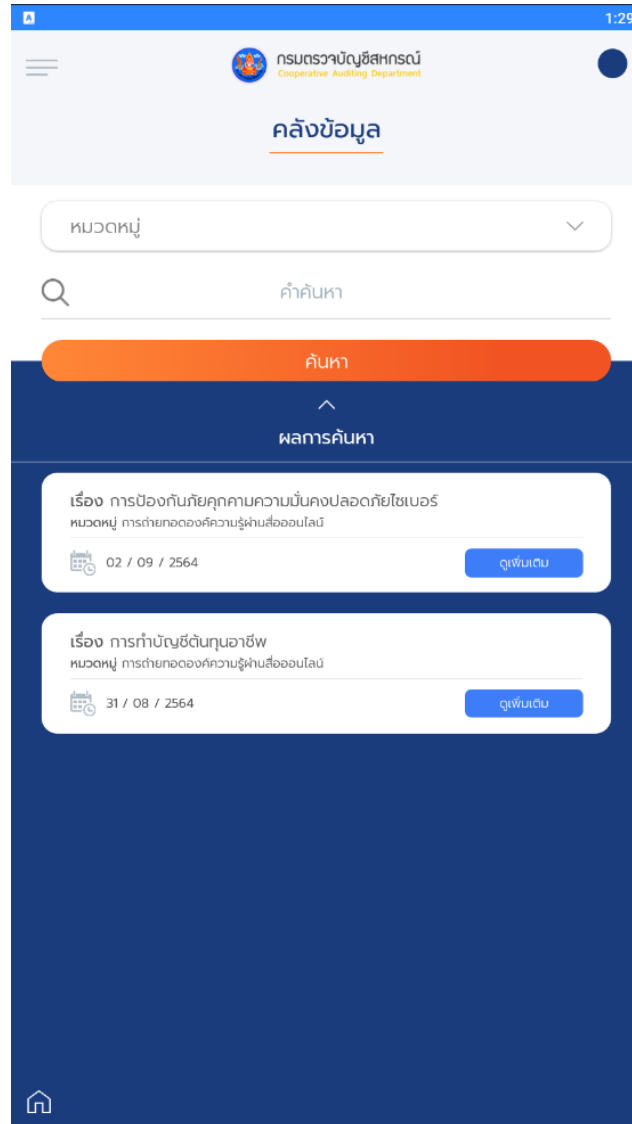 A
1:29
กรมตรวจบัญชีสหกรณ์
Cooperative Auditing Department
คลังข้อมูล
หมวดหมู่
คำค้นหา
ค้นหา
ผลการค้นหา
เรื่อง การป้องกันภัยคุกคามความมั่นคงปลอดภัยไซเบอร์
หมวดหมู่ การถ่ายทอดองค์ความรู้ผ่านสื่อออนไลน์
02 / 09 / 2564
ดูเพิ่มเติม
เรื่อง การทำบัญชีต้นทุนอาชีพ
หมวดหมู่ การถ่ายทอดองค์ความรู้ผ่านสื่อออนไลน์
31 / 08 / 2564
ดูเพิ่มเติม